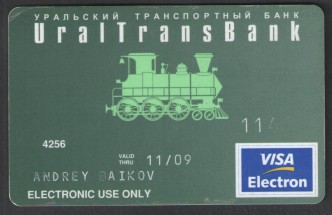 УРАЛЬСКИЙ ТРАНСПОРТНЫЙ БАНК
UralTransBank
114
4256
VALID THRU 11/09
ANDREY BAIKOV
ELECTRONIC USE ONLY
VISA
Electron